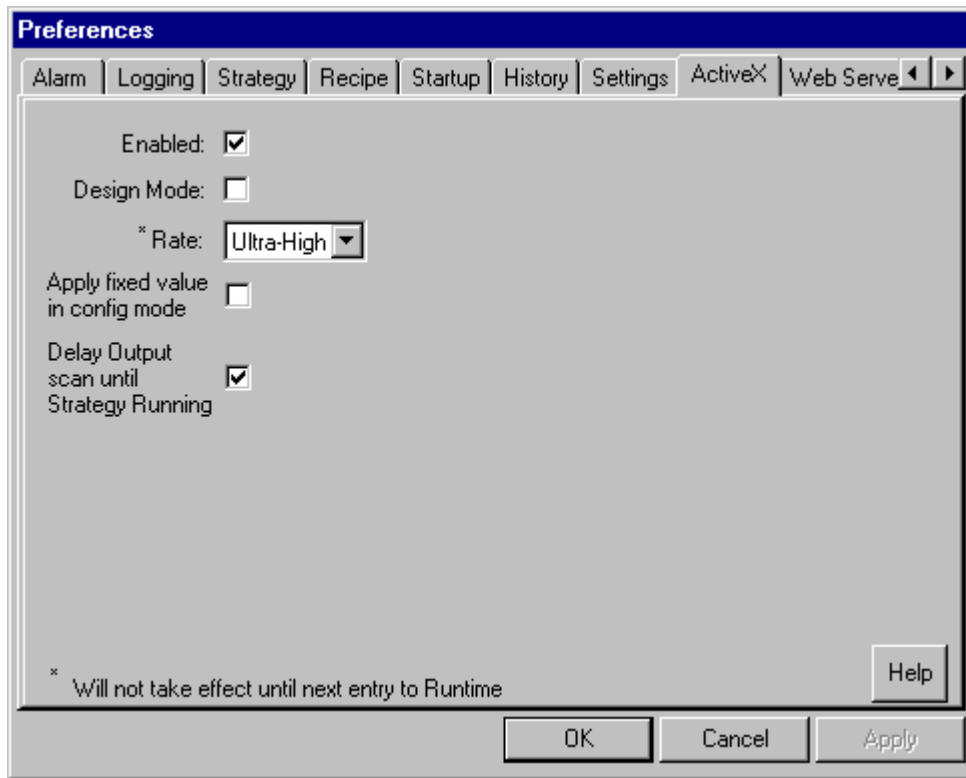 Preferences
Alarm Logging Strategy Recipe Startup History Settings ActiveX Web Serve
Enabled:
Design Mode:
* Rate: Ultra-High
Apply fixed value
in config mode
Delay Output
scan until
Strategy Running
* Will not take effect until next entry to Runtime
Help
OK Cancel Apply